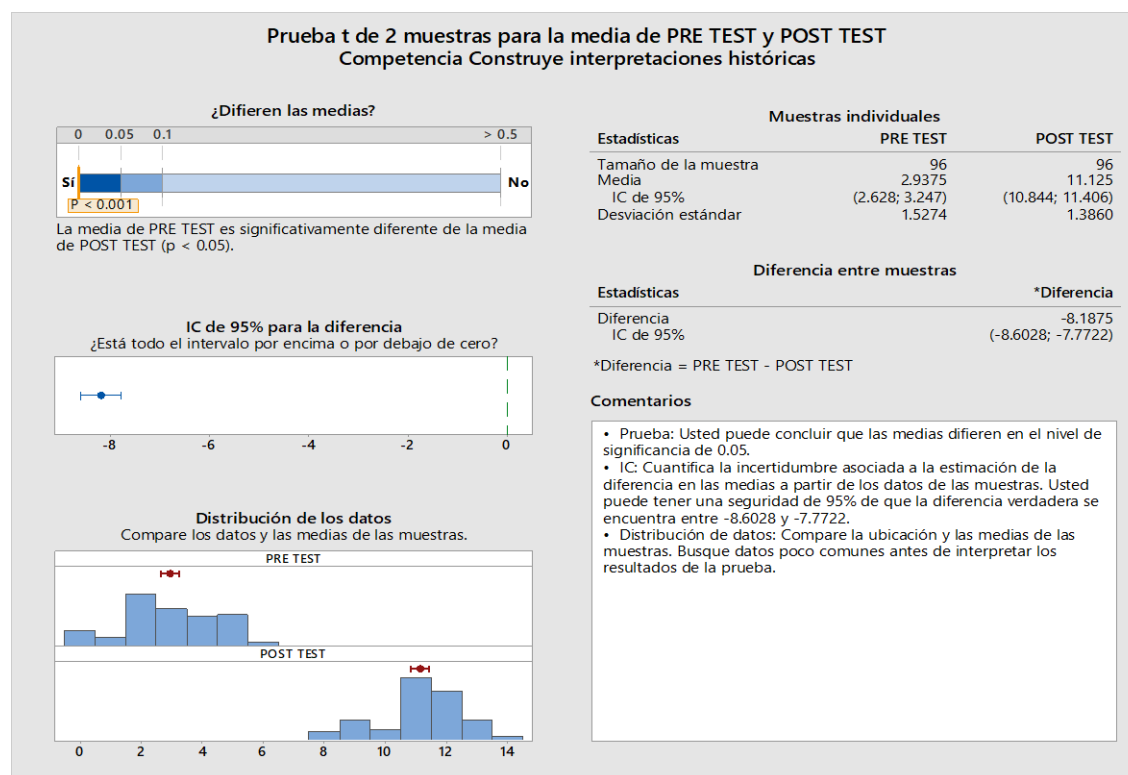 Prueba t de 2 muestras para la media de PRE TEST y POST TEST
Competencia Construye interpretaciones históricas
¿Difieren las medias?
0 0.05 0.1 > 0.5
Sí No
P < 0.001
La media de PRE TEST es significativamente diferente de la media
de POST TEST (p < 0.05).
IC de 95% para la diferencia
¿Está todo el intervalo por encima o por debajo de cero?
-8 -6 -4 -2 0
Distribución de los datos
Compare los datos y las medias de las muestras.
PRE TEST
POST TEST
0 2 4 6 8 10 12 14
Muestras individuales
Estadísticas PRE TEST POST TEST
Tamaño de la muestra 96 96
Media 2.9375 11.125
IC de 95% (2.628; 3.247) (10.844; 11.406)
Desviación estándar 1.5274 1.3860
Diferencia entre muestras
Estadísticas *Diferencia
Diferencia -8.1875
IC de 95% (-8.6028; -7.7722)
*Diferencia = PRE TEST - POST TEST
Comentarios
• Prueba: Usted puede concluir que las medias difieren en el nivel de
significancia de 0.05.
• IC: Cuantifica la incertidumbre asociada a la estimación de la
diferencia en las medias a partir de los datos de las muestras. Usted
puede tener una seguridad de 95% de que la diferencia verdadera se
encuentra entre -8.6028 y -7.7722.
• Distribución de datos: Compare la ubicación y las medias de las
muestras. Busque datos poco comunes antes de interpretar los
resultados de la prueba.